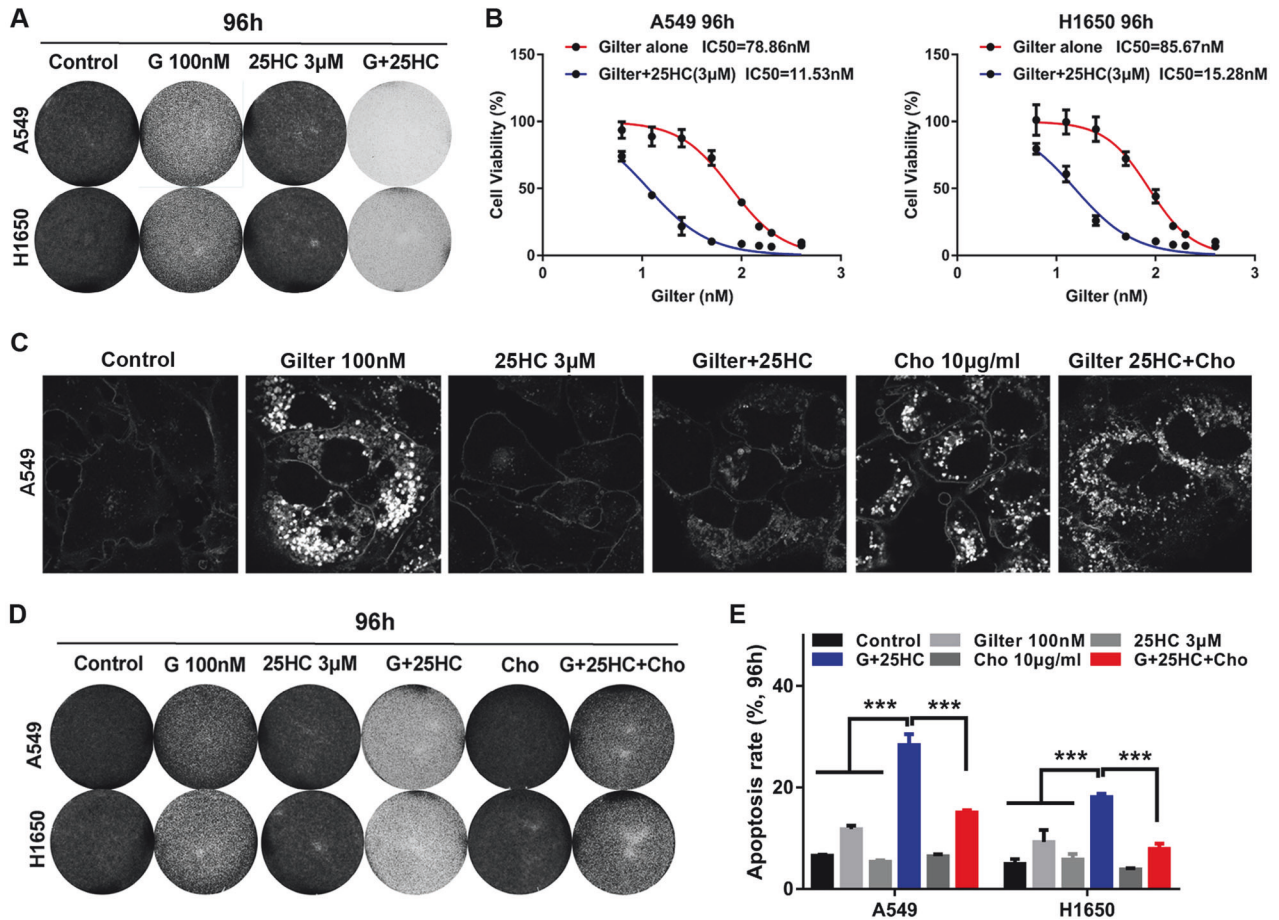 A
96h
Control G 100nM 25HC 3μM G+25HC
A549
H1650
B
A549 96h
Gilter alone IC50=78.86nM
Gilter+25HC(3μM) IC50=11.53nM
Cell Viability (%)
150
100
50
0
0 1 2 3
Gilter (nM)
H1650 96h
Gilter alone IC50=85.67nM
Gilter+25HC(3μM) IC50=15.28nM
Cell Viability (%)
150
100
50
0
0 1 2 3
Gilter (nM)
C
Control Gilter 100nM 25HC 3μM Gilter+25HC Cho 10μg/ml Gilter 25HC+Cho
A549
D
96h
Control G 100nM 25HC 3μM G+25HC Cho G+25HC+Cho
A549
H1650
E
Control Gilter 100nM 25HC 3μM
G+25HC Cho 10μg/ml G+25HC+Cho
Apoptosis rate (%, 96h)
40
20
0
*** ***
*** ***
A549 H1650